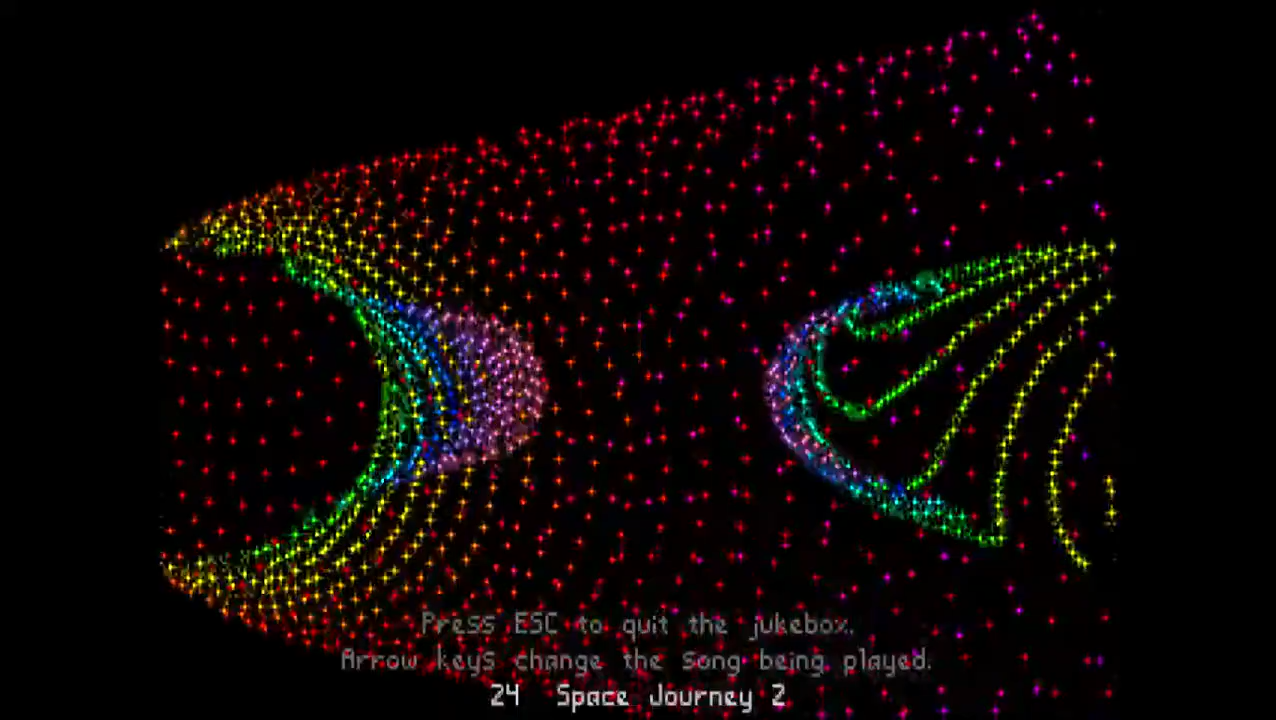 Press ESC to quit the jukebox.
Arrow keys change the song being played.
24 Space Journey 2